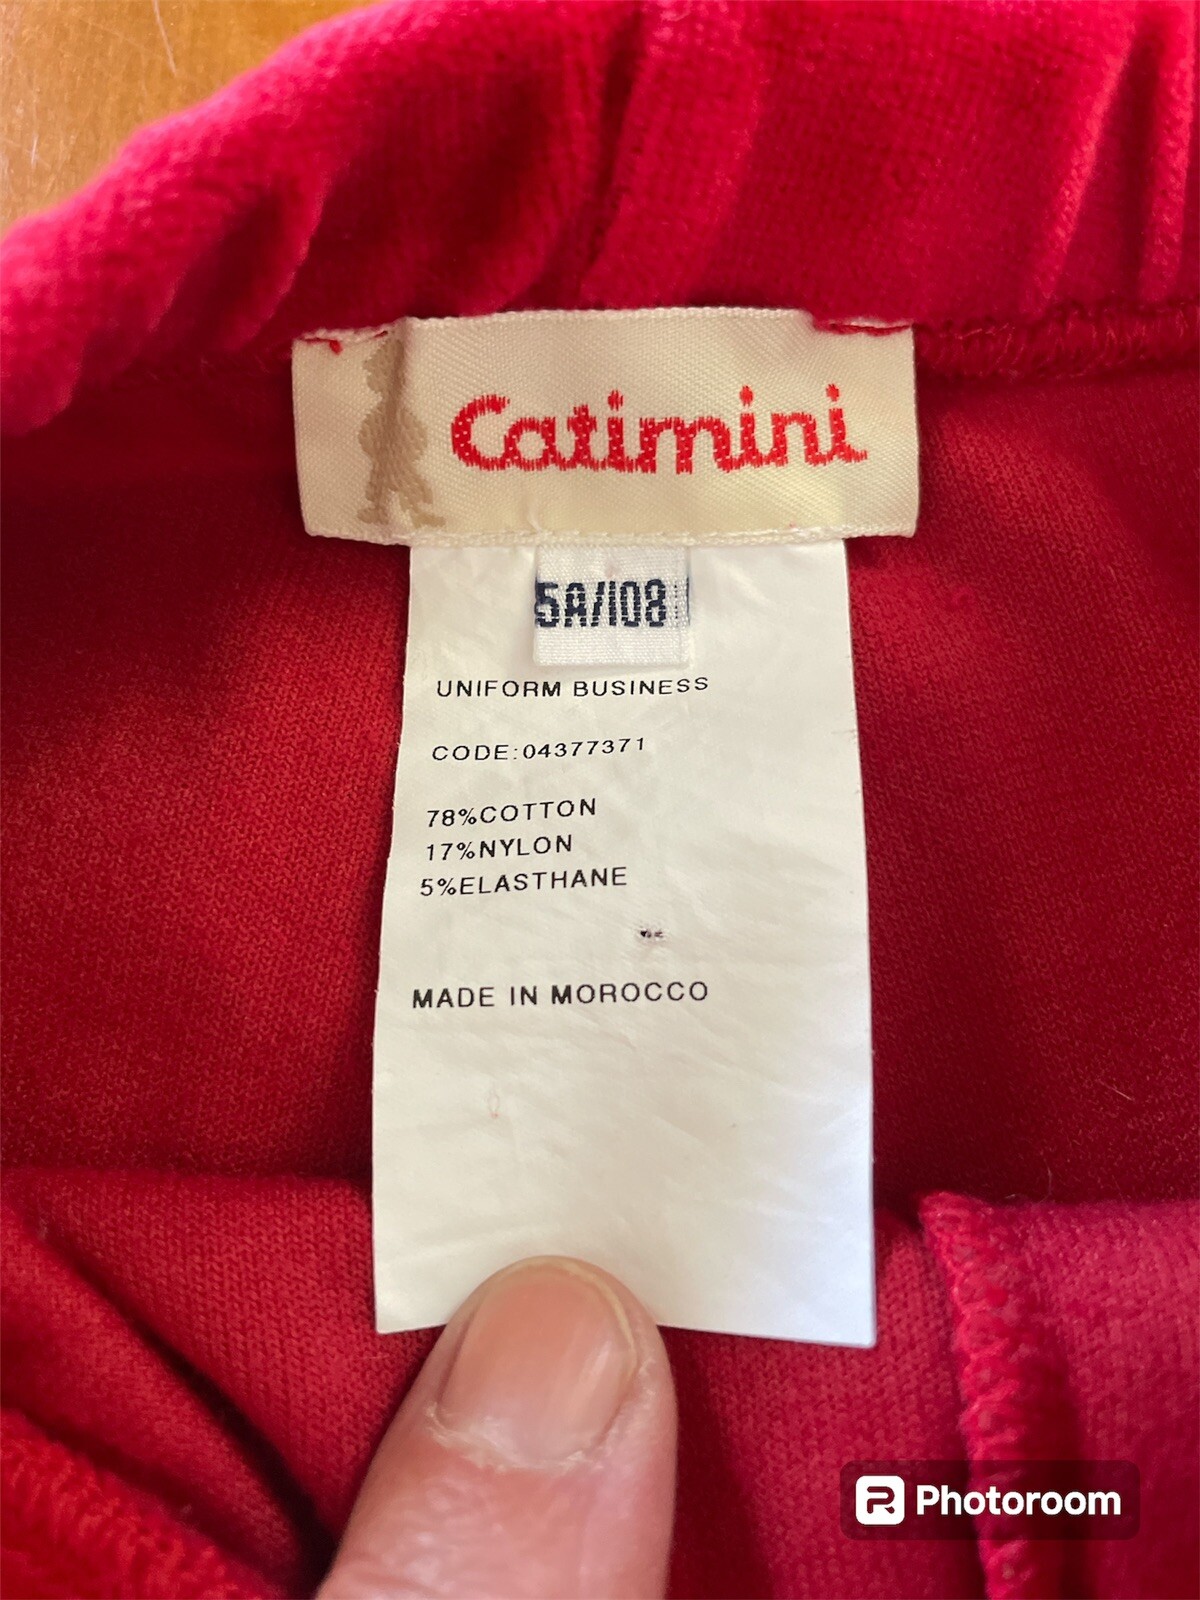 Catimini
5A/108
UNIFORM BUSINESS
CODE:04377371
78%COTTON
17%NYLON
5%ELASTHANE
MADE IN MOROCCO
Photoroom